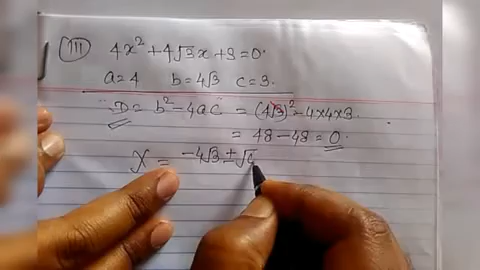 (III) 4x² + 4√3x + 3 = 0.
a = 4 b = 4√3 c = 3.
∵ D = b² - 4ac = (4√3)² - 4×4×3.
= 48 - 48 = 0.
X = -4√3 ± √